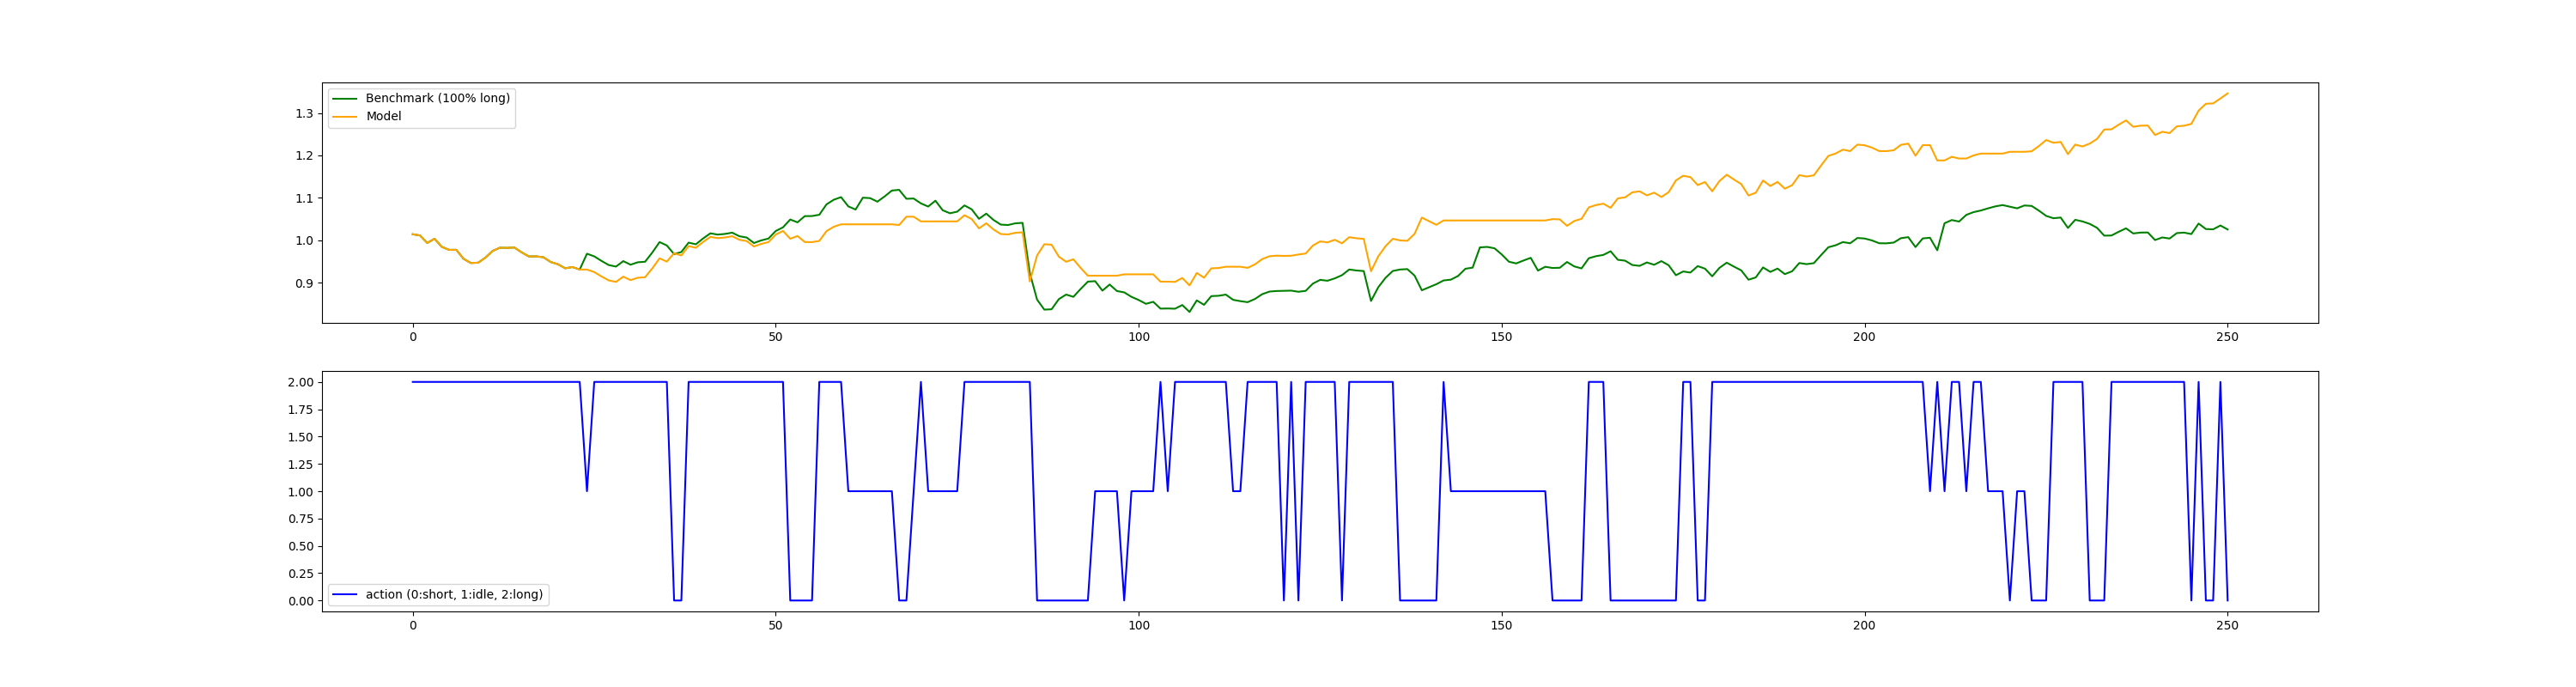 Benchmark (100% long)
Model
1.3
1.2
1.1
1.0
0.9
0 50 100 150 200 250
2.00
1.75
1.50
1.25
1.00
0.75
0.50
0.25
0.00
action (0:short, 1:idle, 2:long)
0 50 100 150 200 250